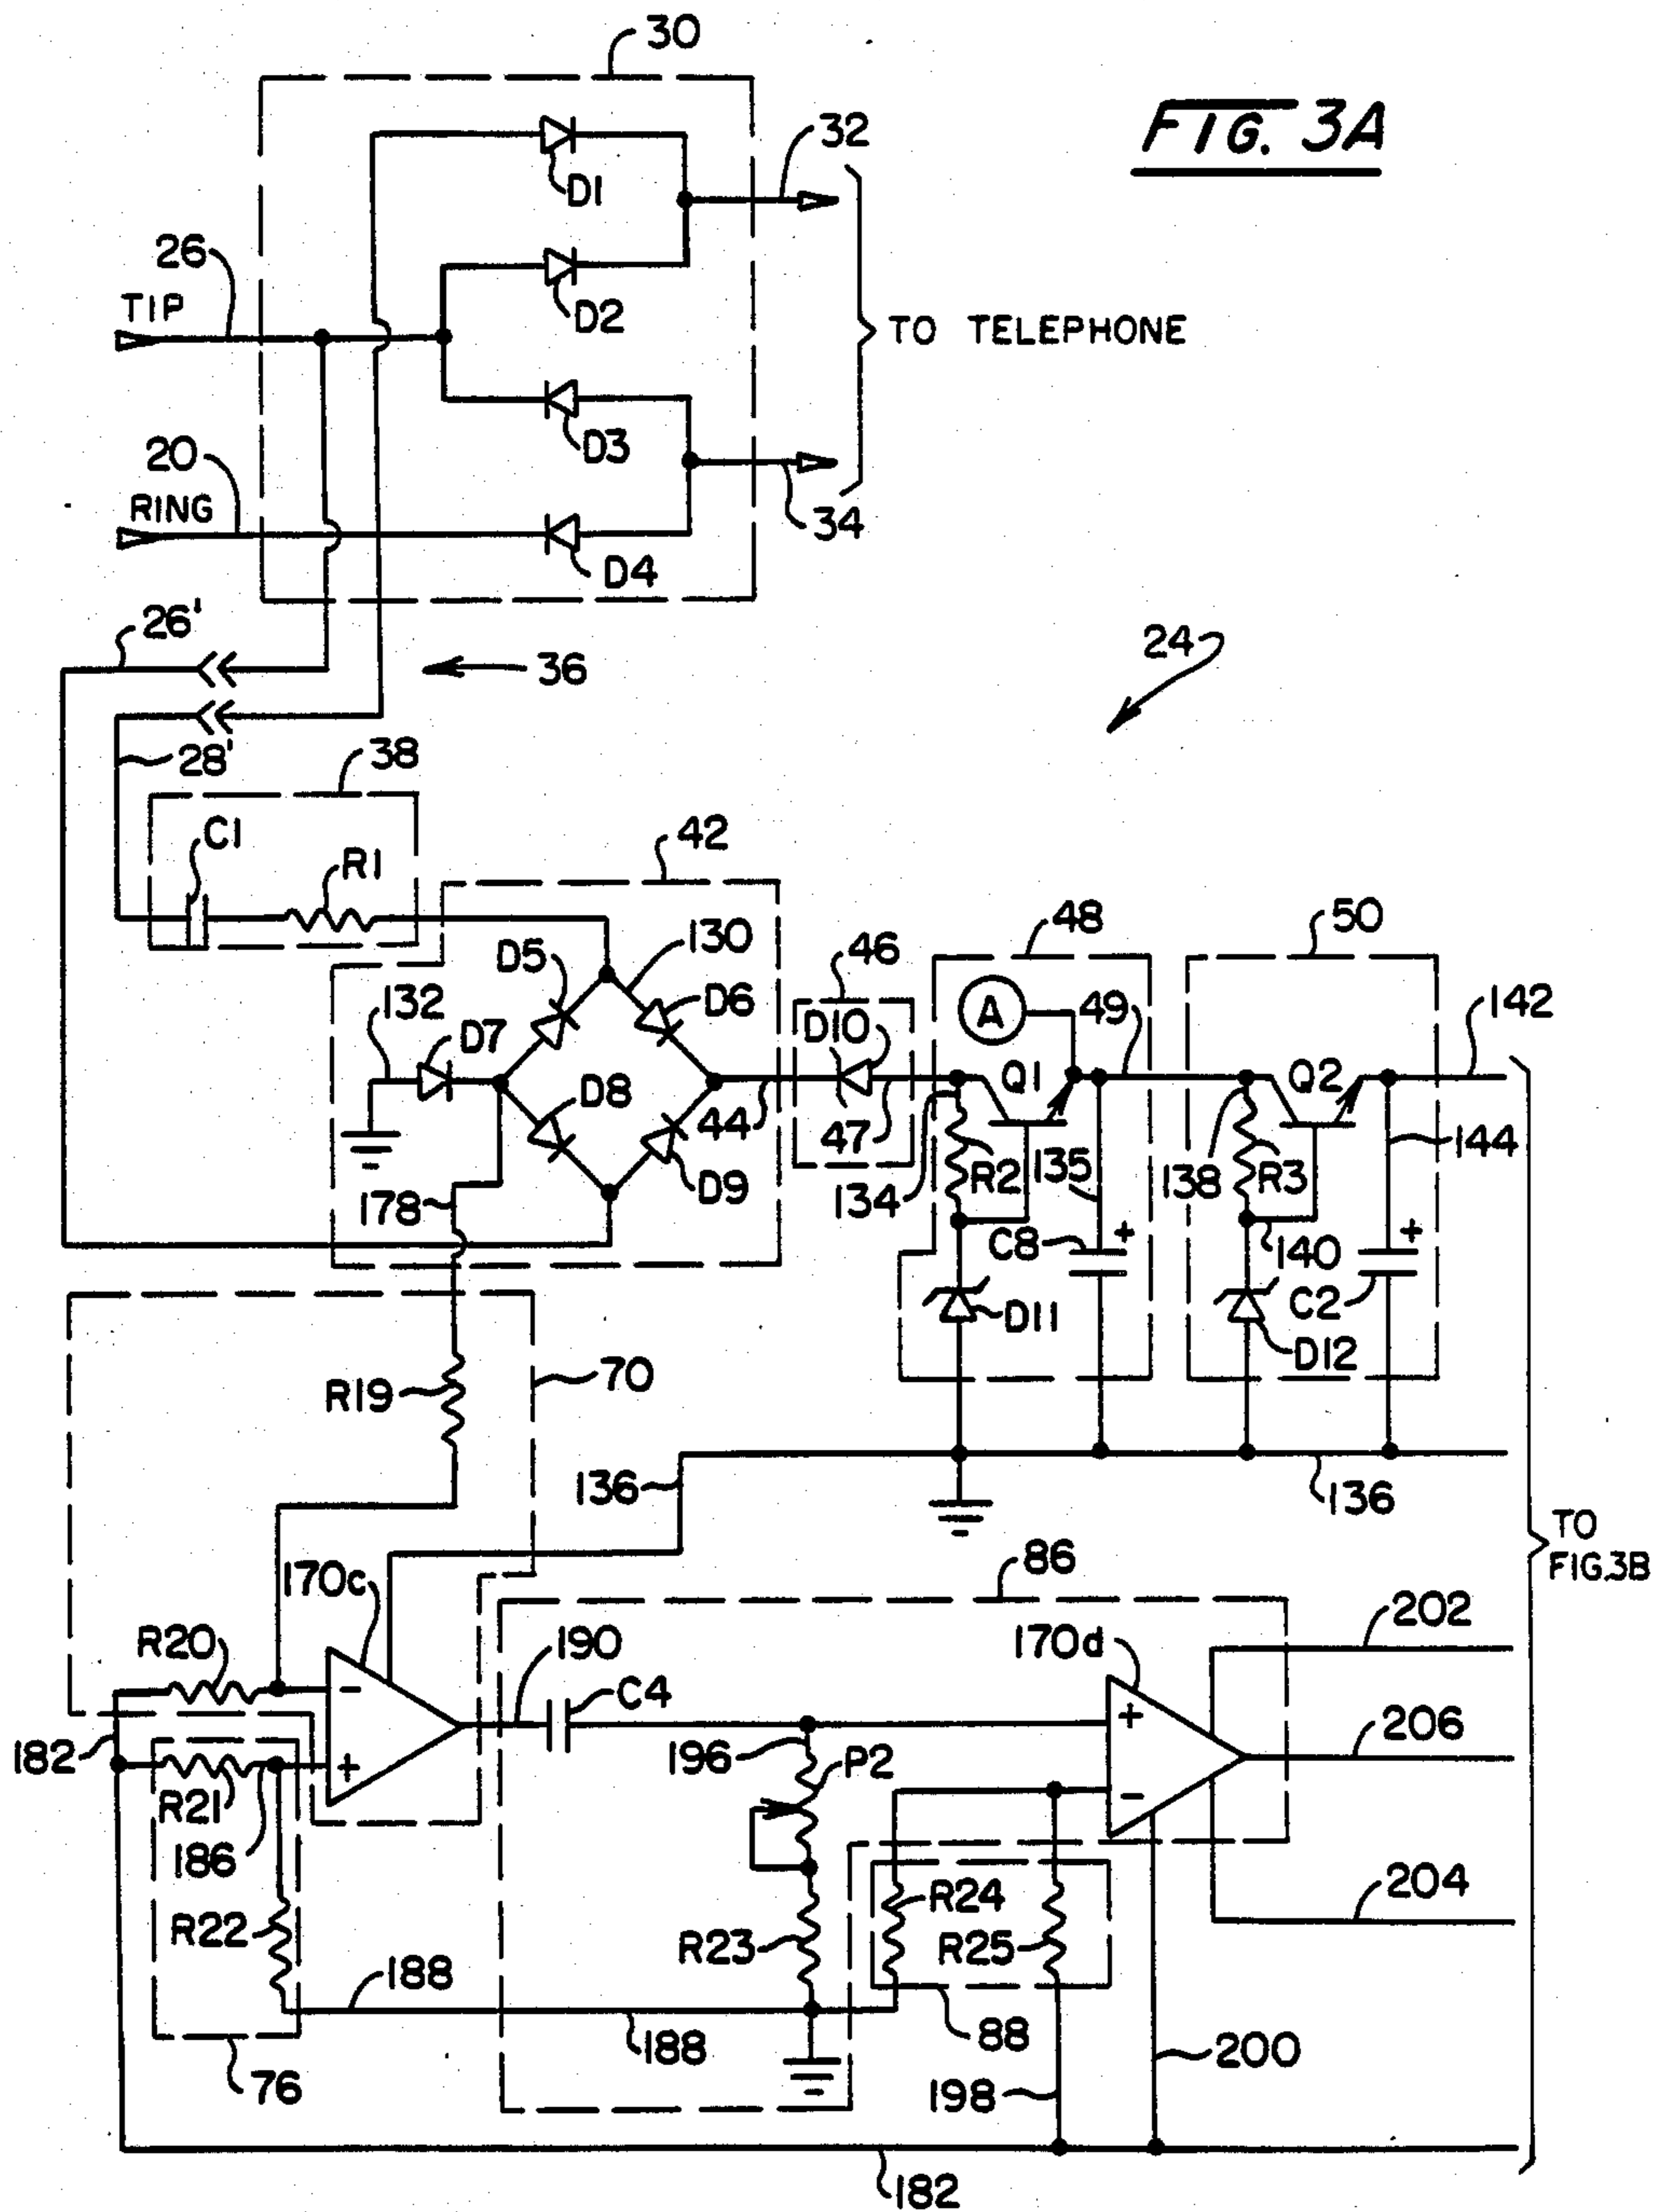 30
FIG. 3A
32
D1
26
TIP
D2
TO TELEPHONE
D3
20
RING
34
D4
26'
36
24
28'
38
C1
R1
42
130
48
50
D5
46
132
D6
A
49
142
D7
D10
Q1
Q2
D8
44
47
R2
135
138
R3
144
178
D9
134
+
+
C8
140
C2
D11
D12
R19
70
136
136
TO
FIG.3B
170c
86
202
R20
190
170d
C4
-
+
206
182
196
P2
R21
+
-
186
204
R24
R22
R23
R25
188
188
88
200
76
198
182